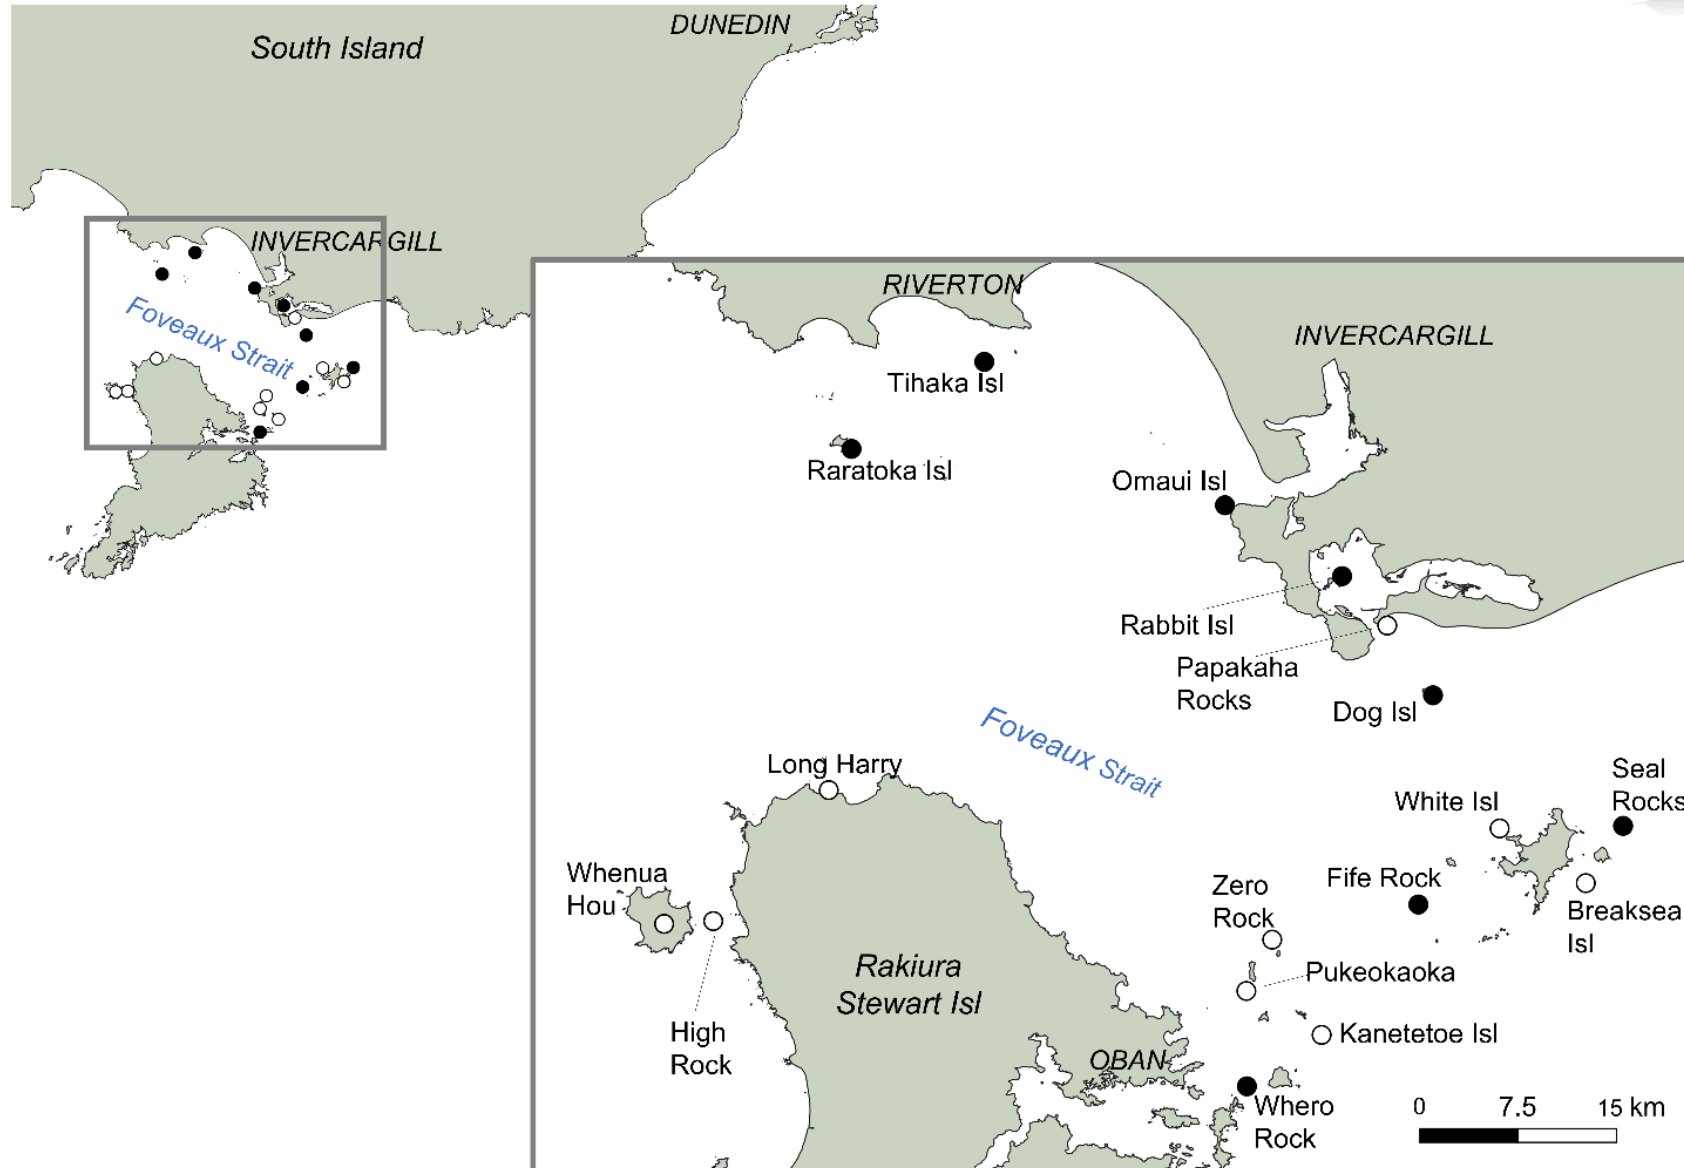 DUNEDIN
South Island
INVERCARGILL
Foveaux Strait
RIVERTON
INVERCARGILL
Tihaka Isl
Raratoka Isl
Omaui Isl
Rabbit Isl
Papakaha
Rocks
Dog Isl
Foveaux Strait
Long Harry
Seal
Rocks
White Isl
Whenua
Hou
Zero
Rock
Fife Rock
Breaksea
Isl
Rakiura
Stewart Isl
Pukeokaoka
High
Rock
Kanetetoe Isl
OBAN
Whero
Rock
0 7.5 15 km